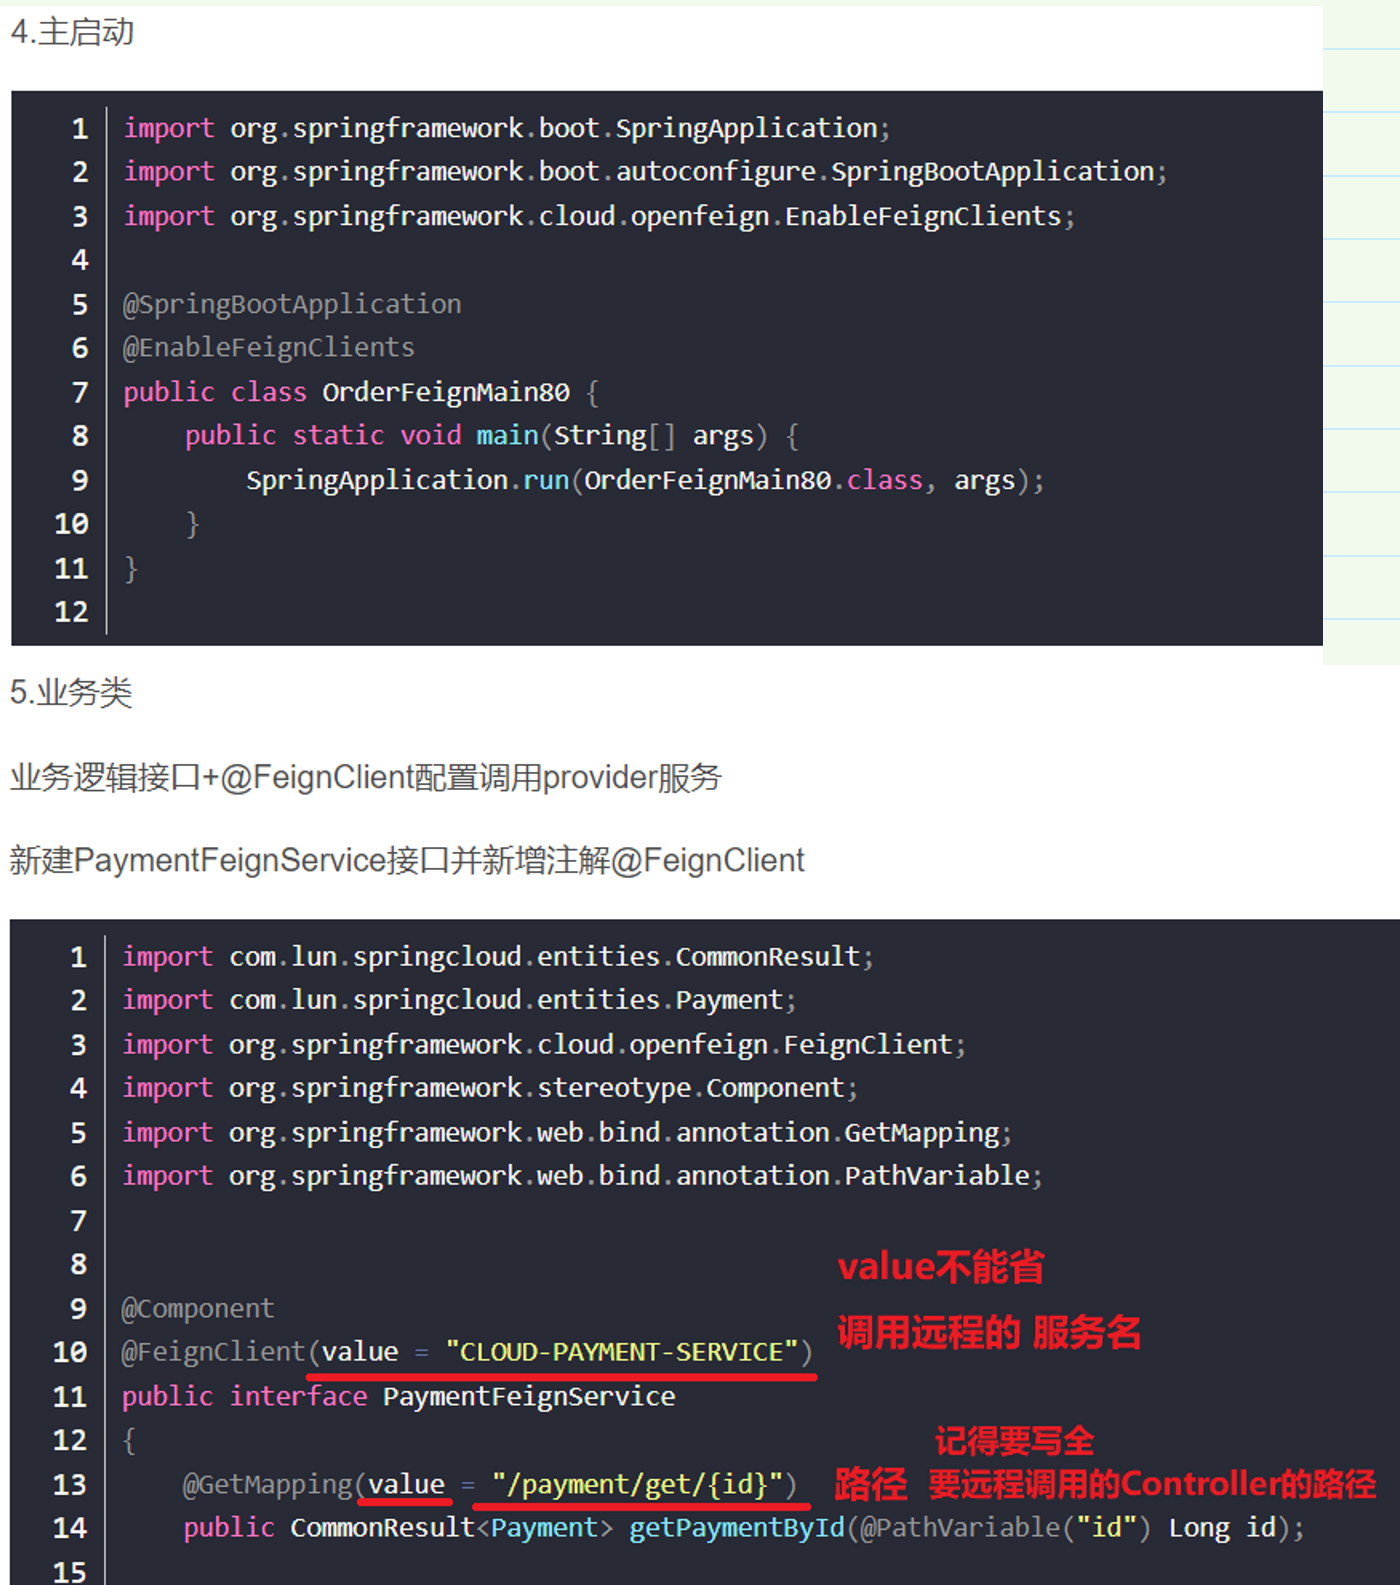 4.主启动
1 import org.springframework.boot.SpringApplication;
2 import org.springframework.boot.autoconfigure.SpringBootApplication;
3 import org.springframework.cloud.openfeign.EnableFeignClients;
4
5 @SpringBootApplication
6 @EnableFeignClients
7 public class OrderFeignMain80 {
8     public static void main(String[] args) {
9         SpringApplication.run(OrderFeignMain80.class, args);
10     }
11 }
12
5.业务类
业务逻辑接口+@FeignClient配置调用provider服务
新建PaymentFeignService接口并新增注解@FeignClient
1 import com.lun.springcloud.entities.CommonResult;
2 import com.lun.springcloud.entities.Payment;
3 import org.springframework.cloud.openfeign.FeignClient;
4 import org.springframework.stereotype.Component;
5 import org.springframework.web.bind.annotation.GetMapping;
6 import org.springframework.web.bind.annotation.PathVariable;
7
8
value不能省
9 @Component
调用远程的 服务名
10 @FeignClient(value = "CLOUD-PAYMENT-SERVICE")
11 public interface PaymentFeignService
12 {
记得要写全
13     @GetMapping(value = "/payment/get/{id}")
路径 要远程调用的Controller的路径
14     public CommonResult<Payment> getPaymentById(@PathVariable("id") Long id);
15